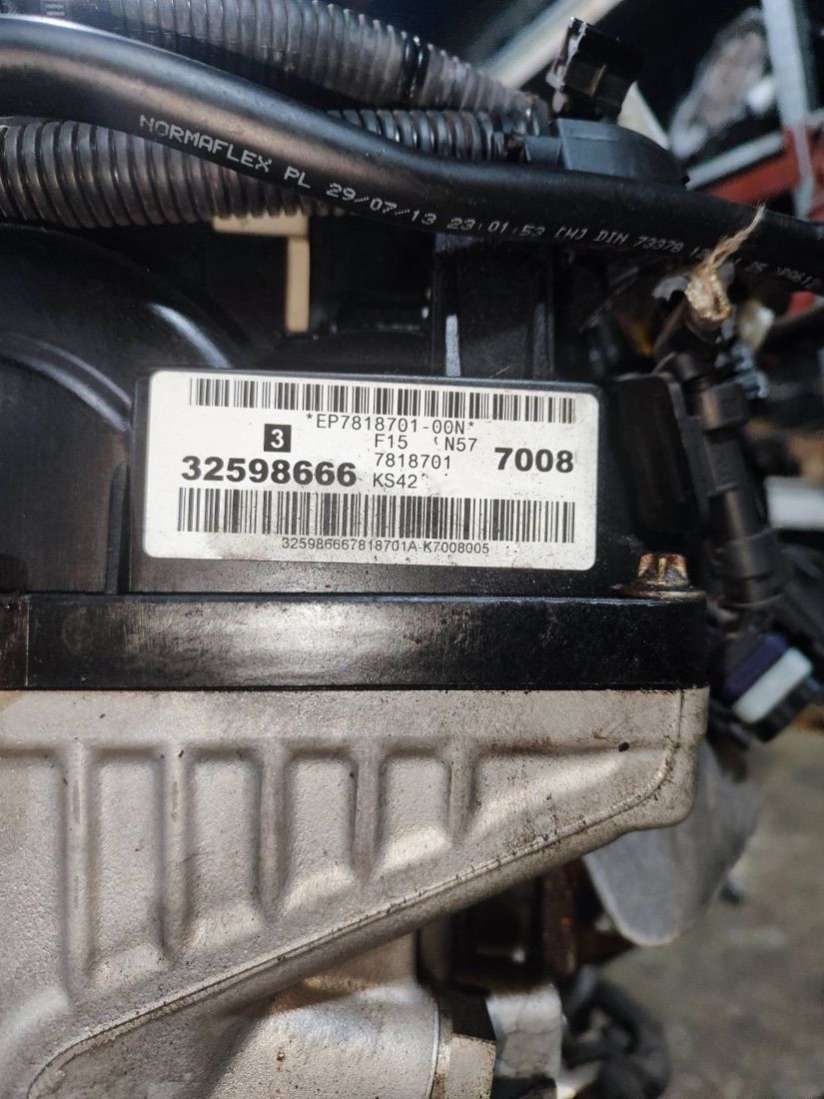 NORMAFLEX PL 29/07/13 23:01:53 [W] DIN 73378
*EP7818701-00N*
3 F15 'N57
32598666 7818701 7008
KS42
325986667818701A-K7008005